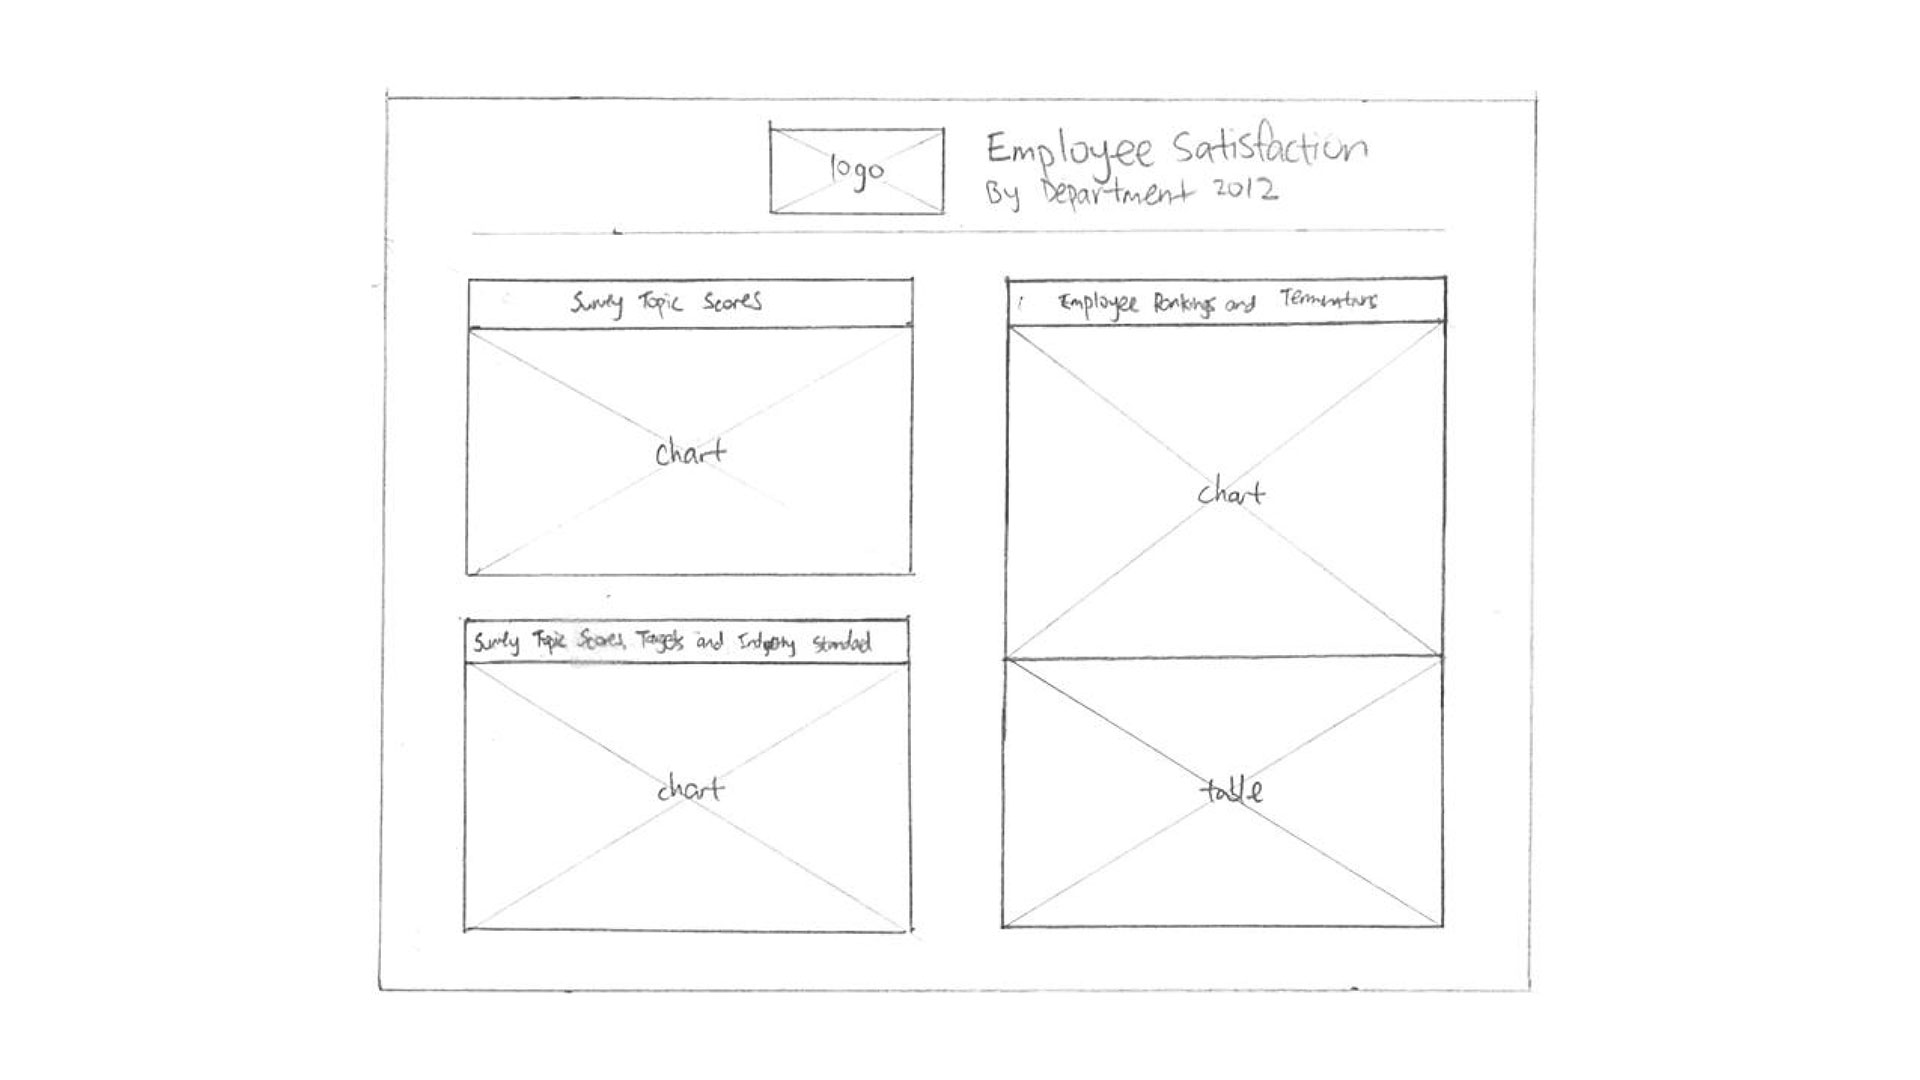 logo
Employee Satisfaction
By Department 2012
Survey Topic Scores
chart
Survey Topic Scores, Targets and Industry Standard
chart
Employee Rankings and Terminations
chart
table